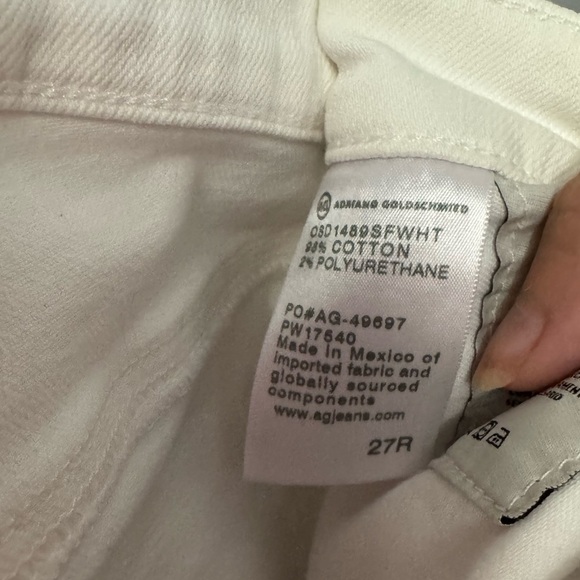 ag ADRIANO GOLDSCHMIED
OSD1489SFWHT
98% COTTON
2% POLYURETHANE
PO#AG-49697
PW17540
Made in Mexico of
imported fabric and
globally sourced
components
www.agjeans.com
27R